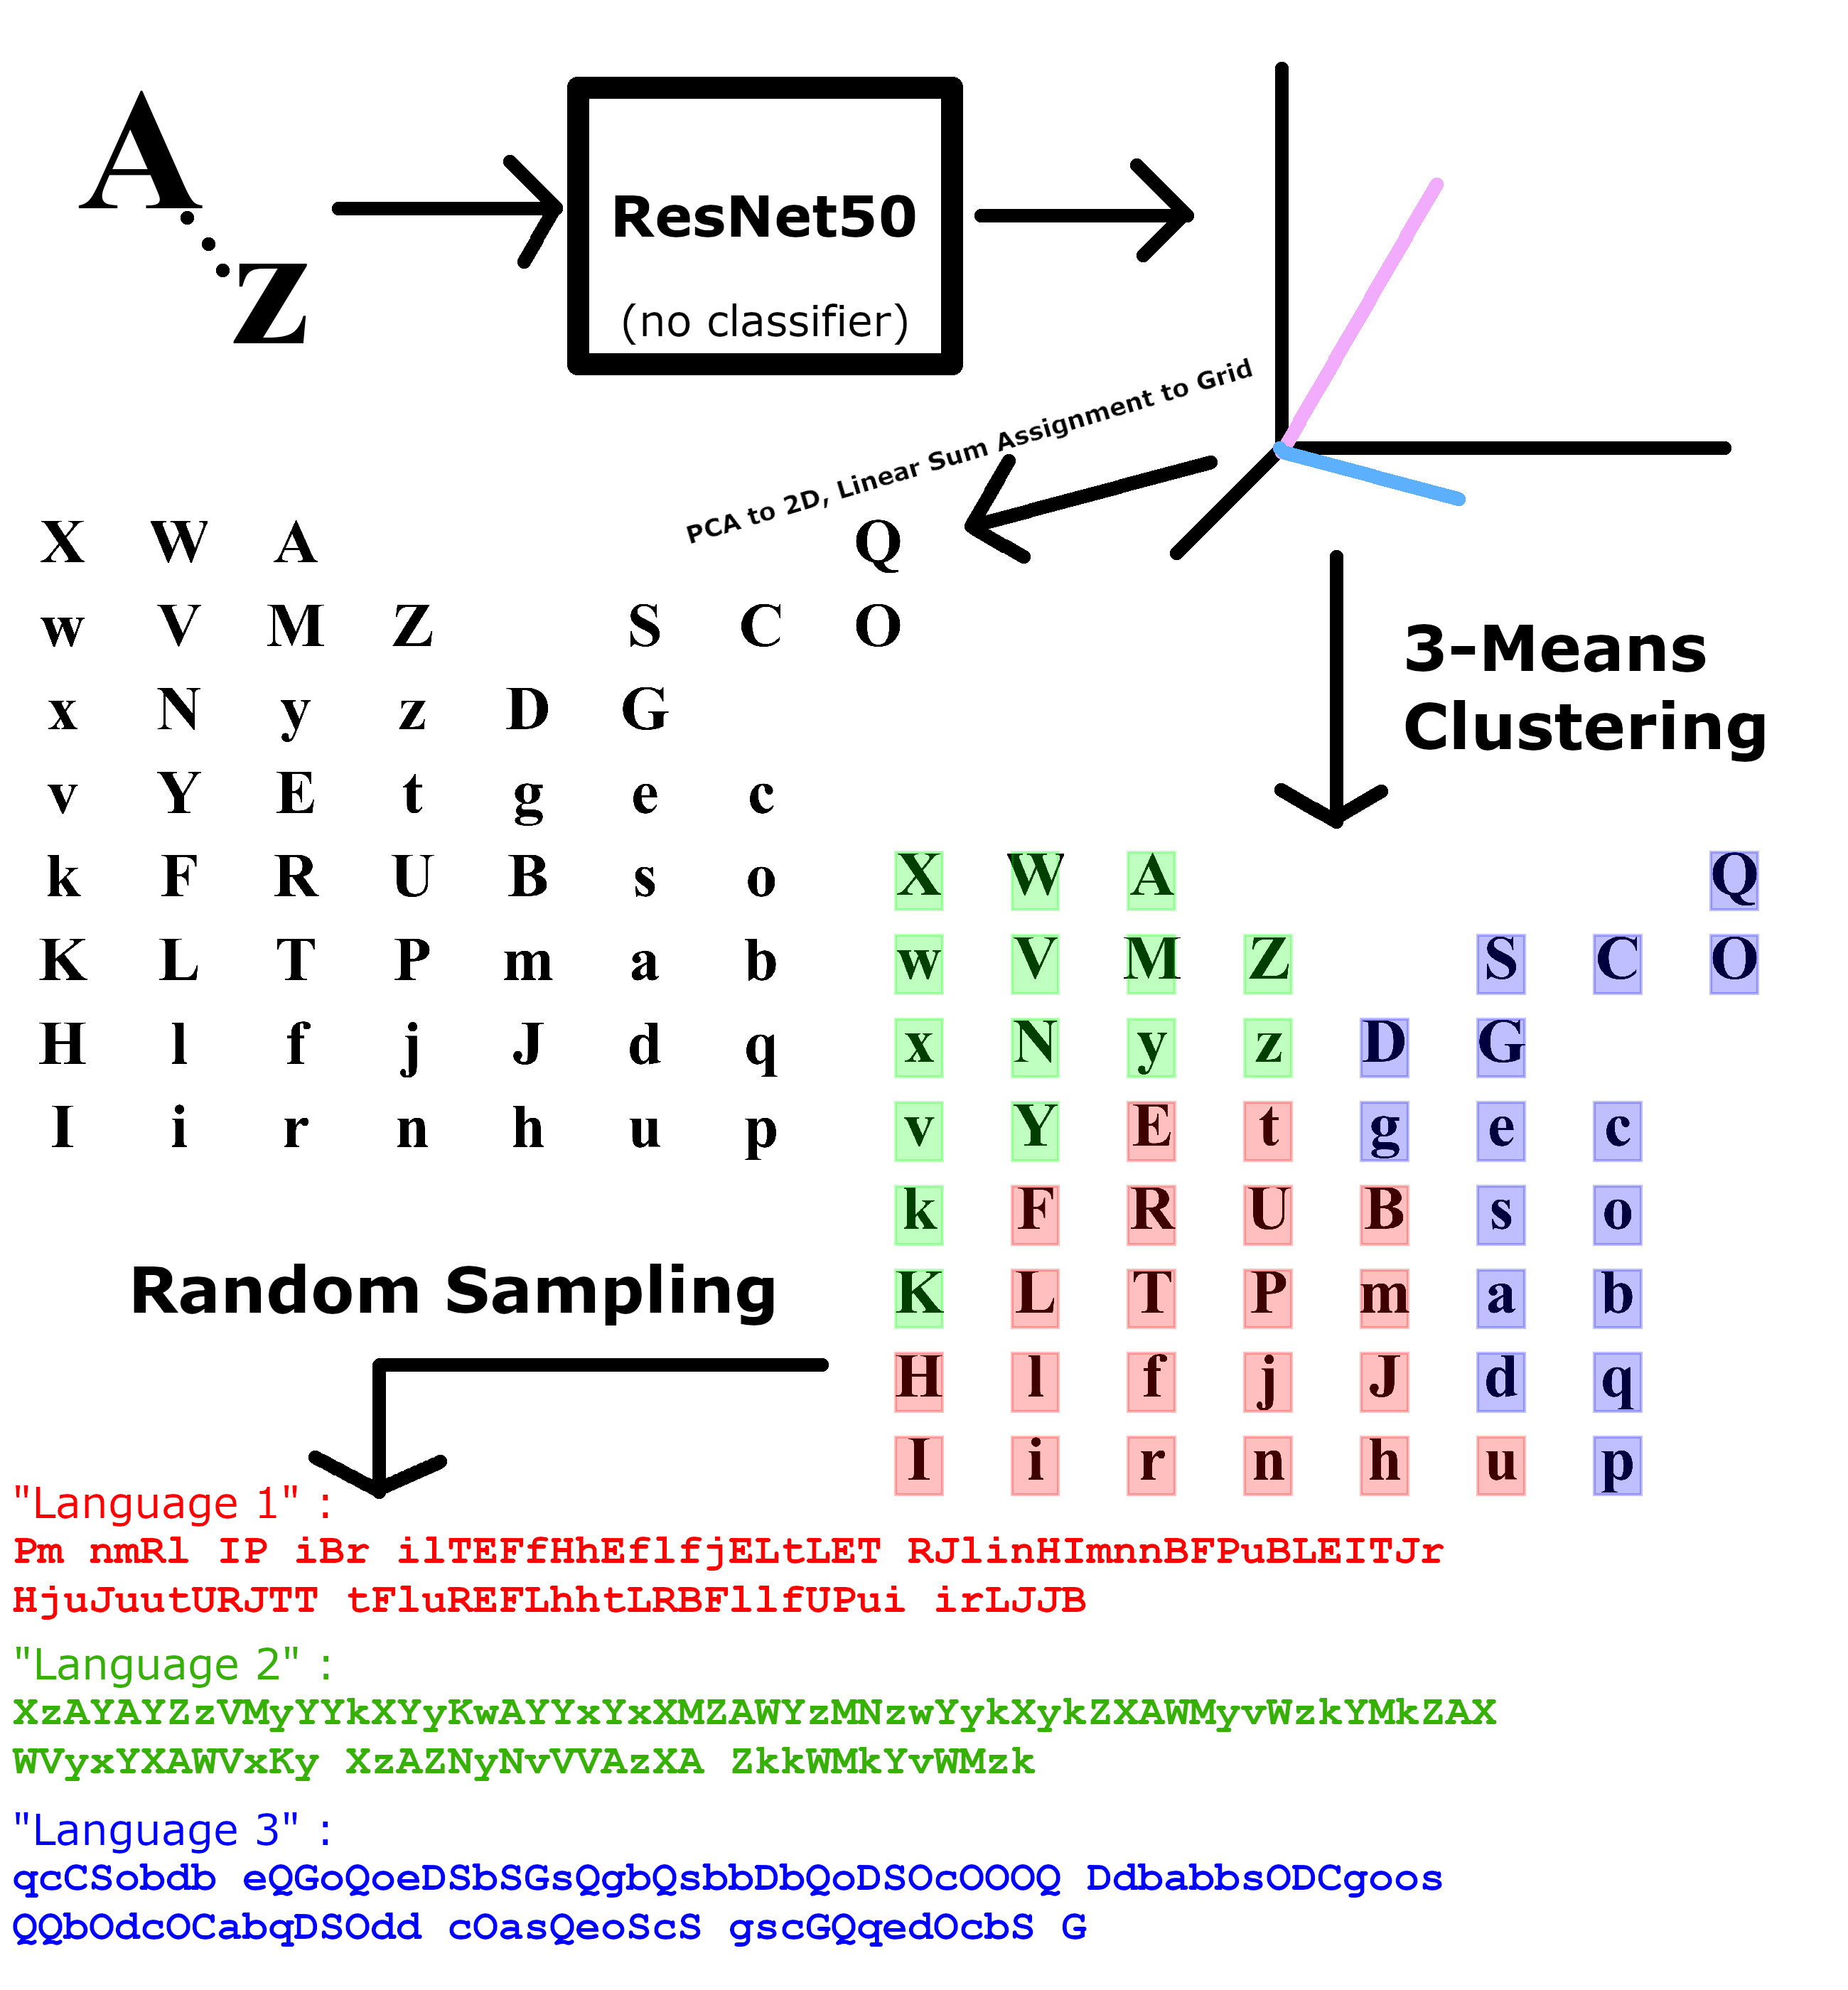 A
z
ResNet50
(no classifier)
PCA to 2D, Linear Sum Assignment to Grid
X W A Q
w V M Z S C O
x N y z D G
v Y E t g e c
k F R U B s o
K L T P m a b
H l f j J d q
I i r n h u p
3-Means
Clustering
X W A Q
w V M Z S C O
x N y z D G
v Y E t g e c
k F R U B s o
K L T P m a b
H l f j J d q
I i r n h u p
Random Sampling
"Language 1" :
Pm nmRl IP iBr ilTEFfHhEflfjELtLET RJlinHImnnBFPuBLEITJr
HjuJuutURJTT tFluREFLhhtLRBFllfUPui irLJJB
"Language 2" :
XzAYAYZzVMyYYkXYyKwAYYxYxXMZAWYzMNzwYykXykZXAWMyvWzkYMkZAX
WVyxYXAWVxKy XzAZNyNvVVAzXA ZkkWMkYvWMzk
"Language 3" :
qcCSobdb eQGoQoeDSbSGsQgbQsbbDbQoDSOcOOOQ DdbabbsODCgoos
QQbOdcOCabqDSOdd cOasQeoScS gscGQqedOcbS G